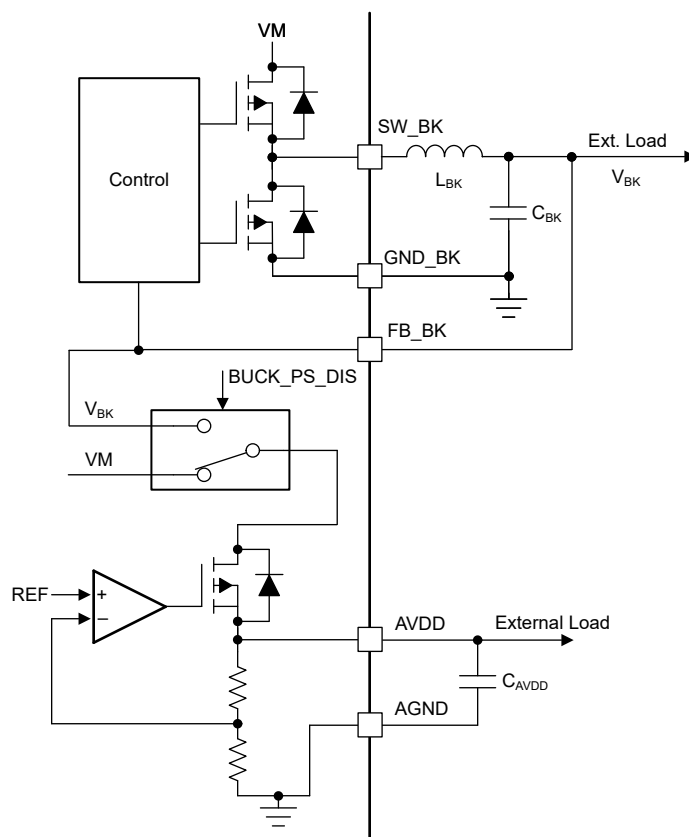 VM
SW_BK
Ext. Load
Control
L_BK
V_BK
C_BK
GND_BK
FB_BK
BUCK_PS_DIS
V_BK
VM
REF
+
−
AVDD
External Load
C_AVDD
AGND